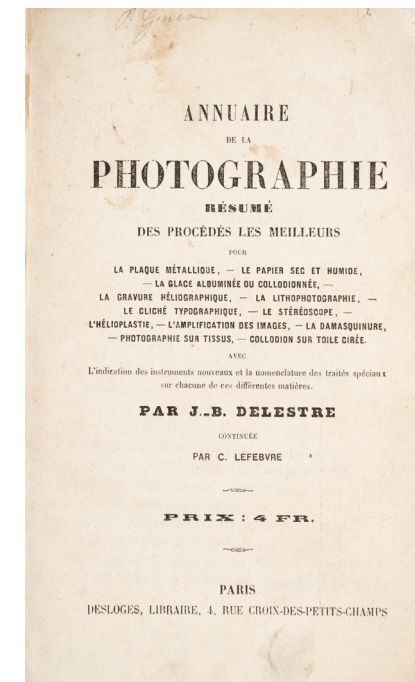 ANNUAIRE
DE LA
PHOTOGRAPHIE
RÉSUMÉ
DES PROCÉDÉS LES MEILLEURS
POUR
LA PLAQUE MÉTALLIQUE, — LE PAPIER SEC ET HUMIDE,
— LA GLACE ALBUMINÉE OU COLLODIONNÉE, —
LA GRAVURE HÉLIOGRAPHIQUE, — LA LITHOPHOTOGRAPHIE, —
LE CLICHÉ TYPOGRAPHIQUE, — LE STÉRÉOSCOPE, —
L'HÉLIOPLASTIE, — L'AMPLIFICATION DES IMAGES, — LA DAMASQUINURE,
— PHOTOGRAPHIE SUR TISSUS, — COLLODION SUR TOILE CIRÉE.
AVEC
L'indication des instruments nouveaux et la nomenclature des traités spéciaux
sur chacune de ces différentes matières.
PAR J.-B. DELESTRE
CONTINUÉE
PAR C. LEFEBVRE
PRIX : 4 FR.
PARIS
DESLOGES, LIBRAIRE, 4, RUE CROIX-DES-PETITS-CHAMPS